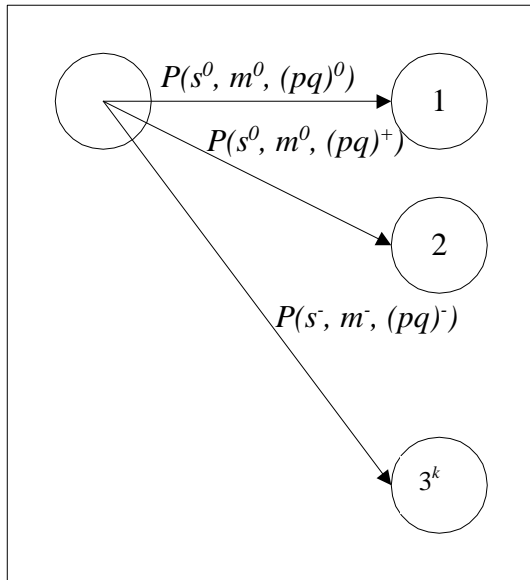 P(s⁰, m⁰, (pq)⁰)
1
P(s⁰, m⁰, (pq)⁺)
2
P(s⁻, m⁻, (pq)⁻)
3ᵏ